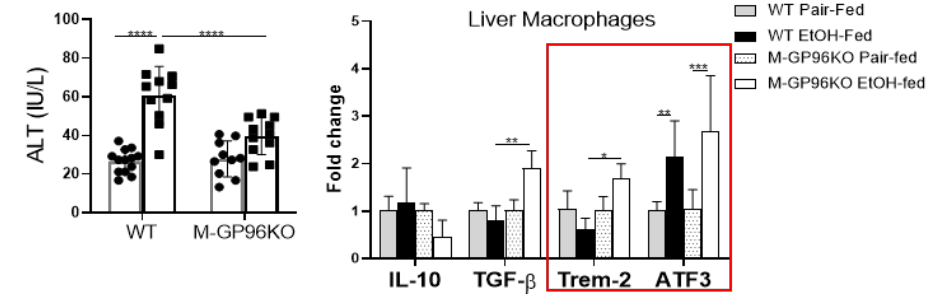 ALT (IU/L)
100
80
60
40
20
0
****
****
WT
M-GP96KO
Liver Macrophages
Fold change
5
4
3
2
1
0
**
*
**
***
IL-10
TGF-β
Trem-2
ATF3
WT Pair-Fed
WT EtOH-Fed
M-GP96KO Pair-fed
M-GP96KO EtOH-fed